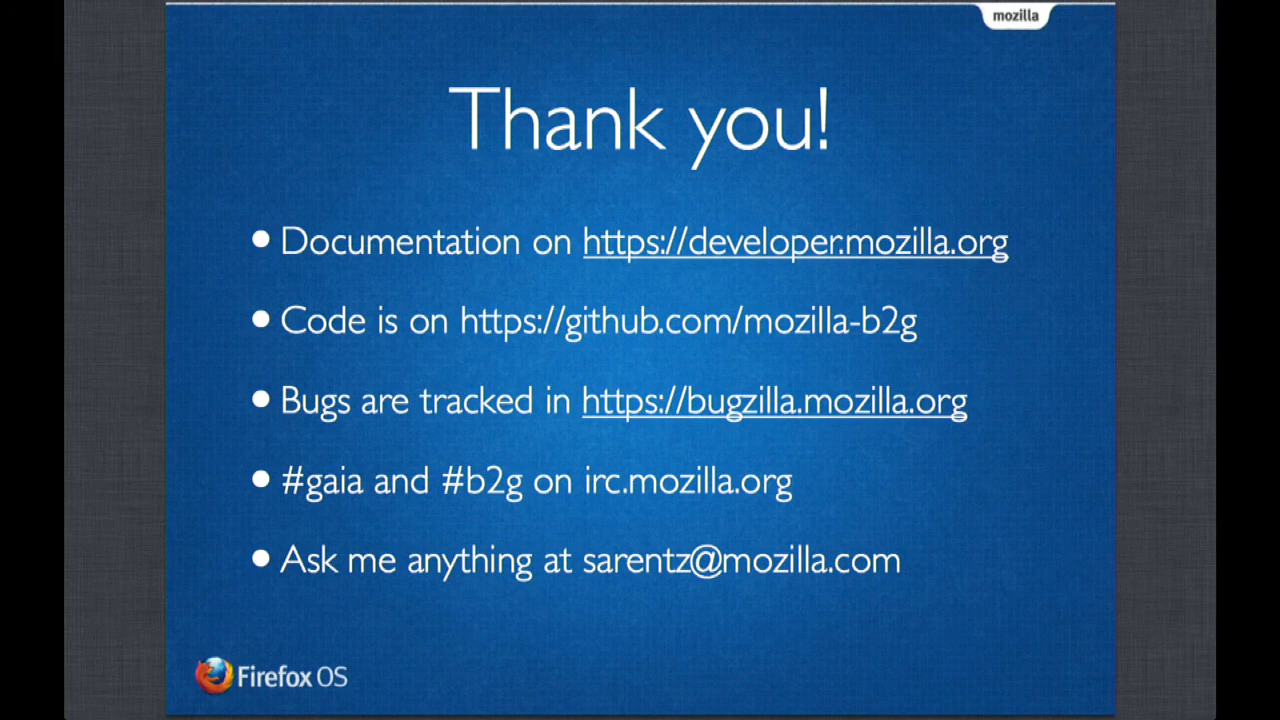 mozilla
Thank you!
• Documentation on https://developer.mozilla.org
• Code is on https://github.com/mozilla-b2g
• Bugs are tracked in https://bugzilla.mozilla.org
• #gaia and #b2g on irc.mozilla.org
• Ask me anything at sarentz@mozilla.com
Firefox OS